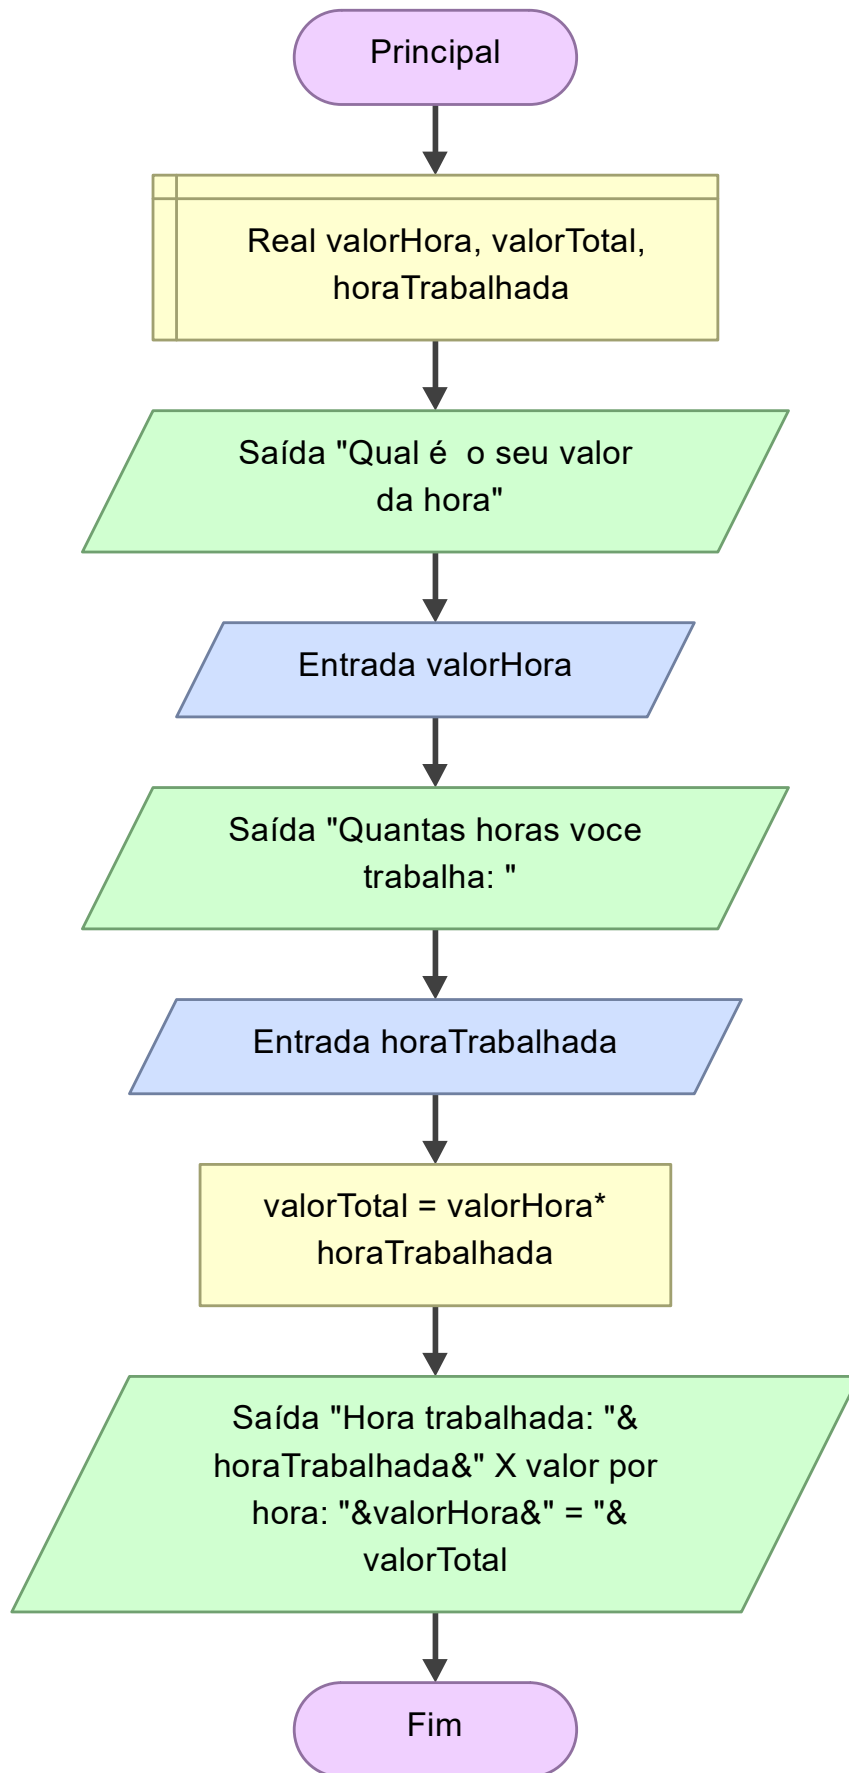 Principal
Real valorHora, valorTotal,
horaTrabalhada
Saída "Qual é  o seu valor
da hora"
Entrada valorHora
Saída "Quantas horas voce
trabalha: "
Entrada horaTrabalhada
valorTotal = valorHora*
horaTrabalhada
Saída "Hora trabalhada: "&
horaTrabalhada&" X valor por
hora: "&valorHora&" = "&
valorTotal
Fim